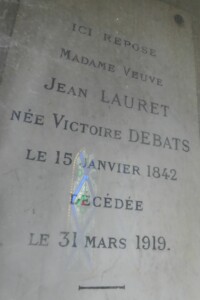 ICI REPOSE
MADAME VEUVE
JEAN LAURET
NÉE VICTOIRE DEBATS
LE 15 JANVIER 1842
DÉCÉDÉE
LE 31 MARS 1919.